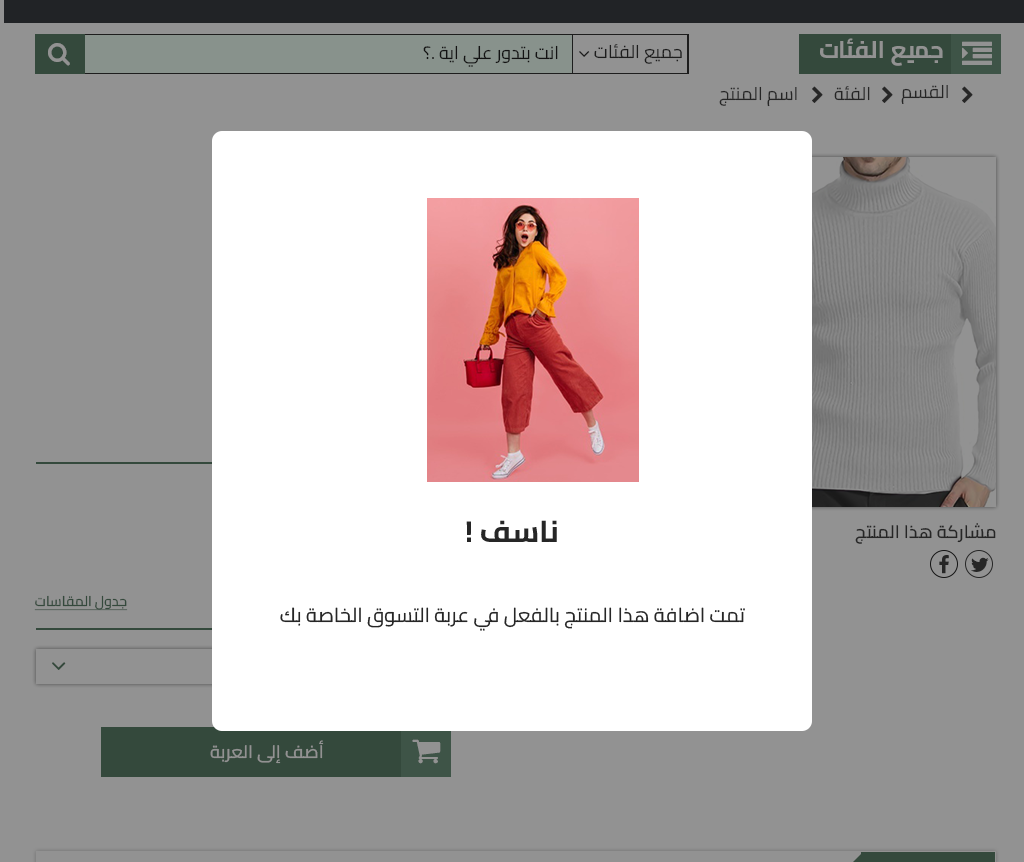 جميع الفئات
جميع الفئات
انت بتدور علي اية .؟
القسم
الفئة
اسم المنتج
ناسف !
تمت اضافة هذا المنتج بالفعل في عربة التسوق الخاصة بك
مشاركة هذا المنتج
جدول المقاسات
أضف إلى العربة